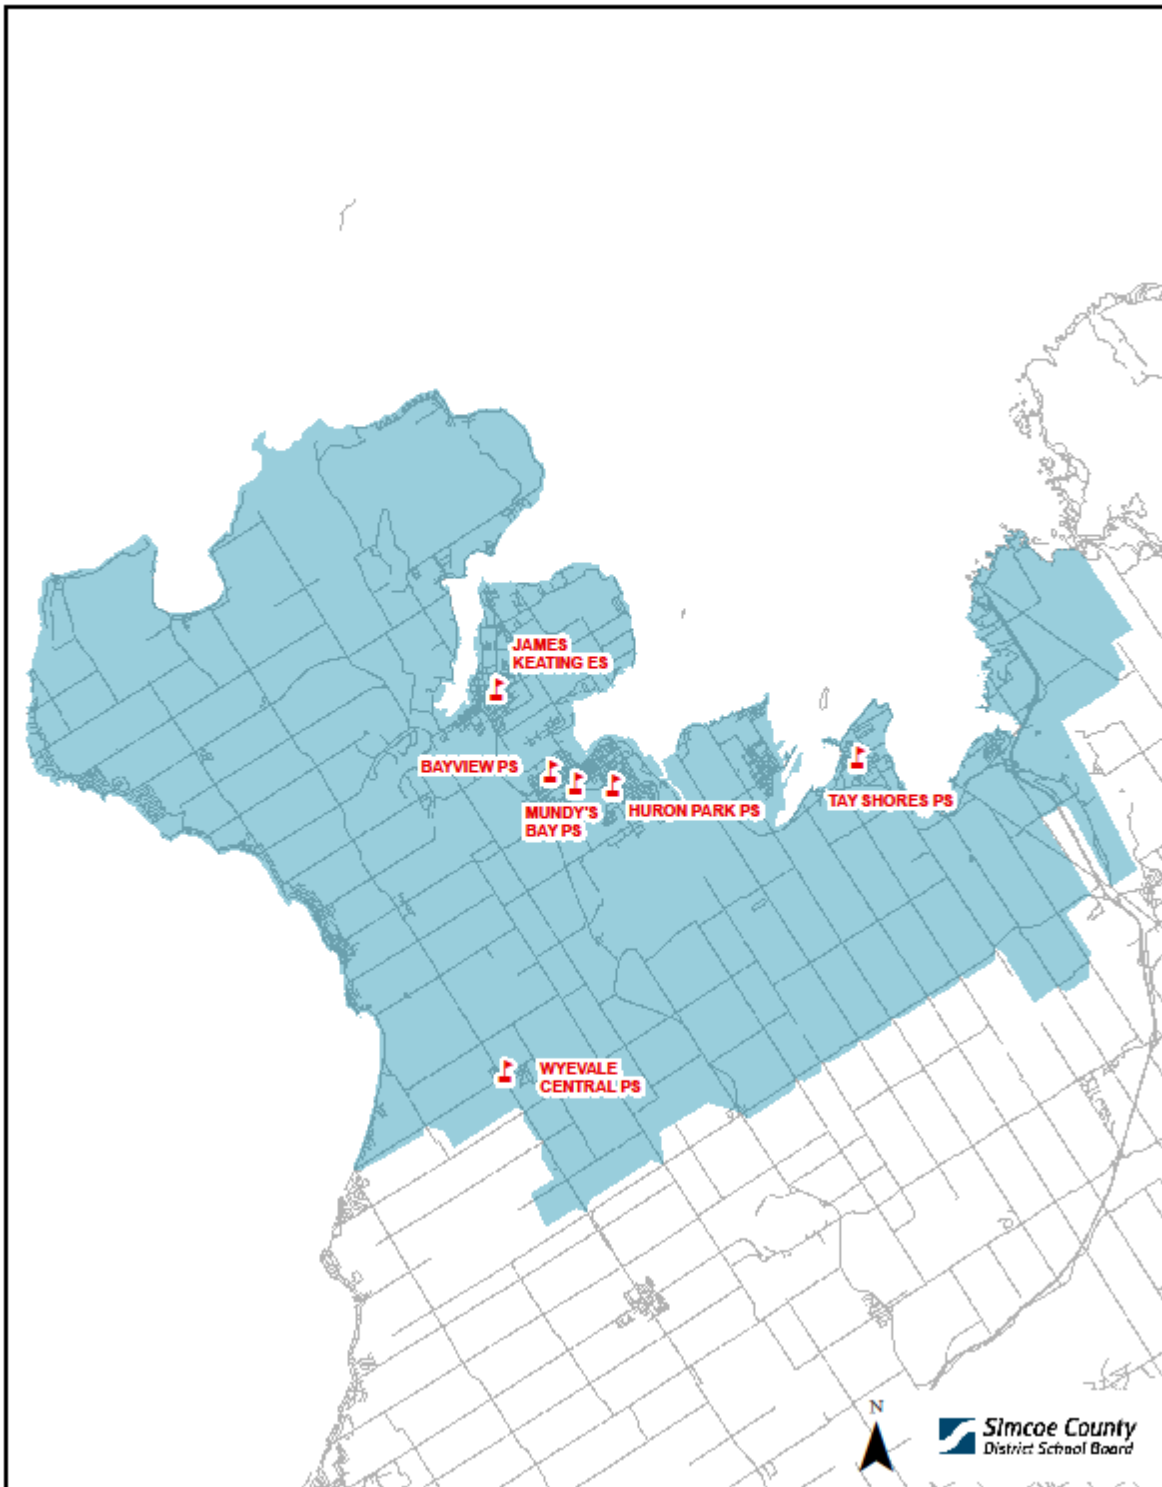 JAMES
KEATING ES
BAYVIEW PS
MUNDY'S
BAY PS
HURON PARK PS
TAY SHORES PS
WYEVALE
CENTRAL PS
N
Simcoe County
District School Board